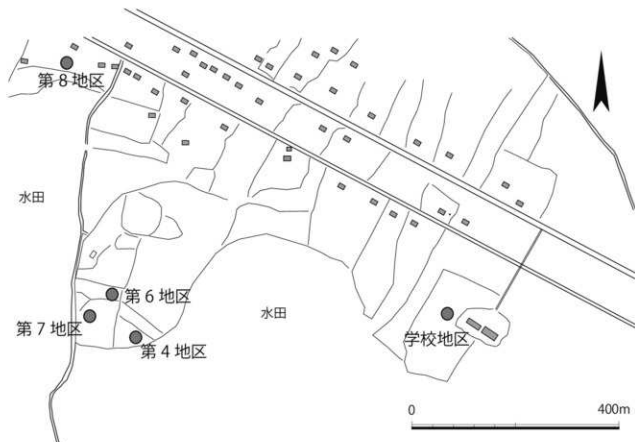 第8地区
水田
第6地区
水田
第7地区
第4地区
学校地区
0 400m